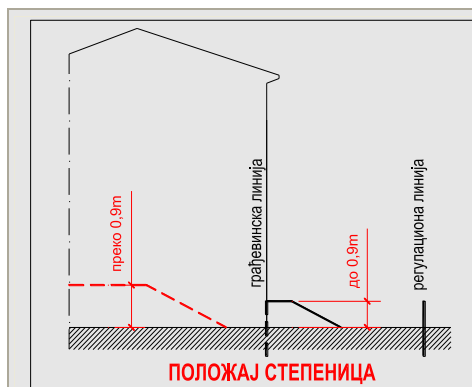 преко 0,9m
грађевинска линија
до 0,9m
регулациона линија
ПОЛОЖАЈ СТЕПЕНИЦА